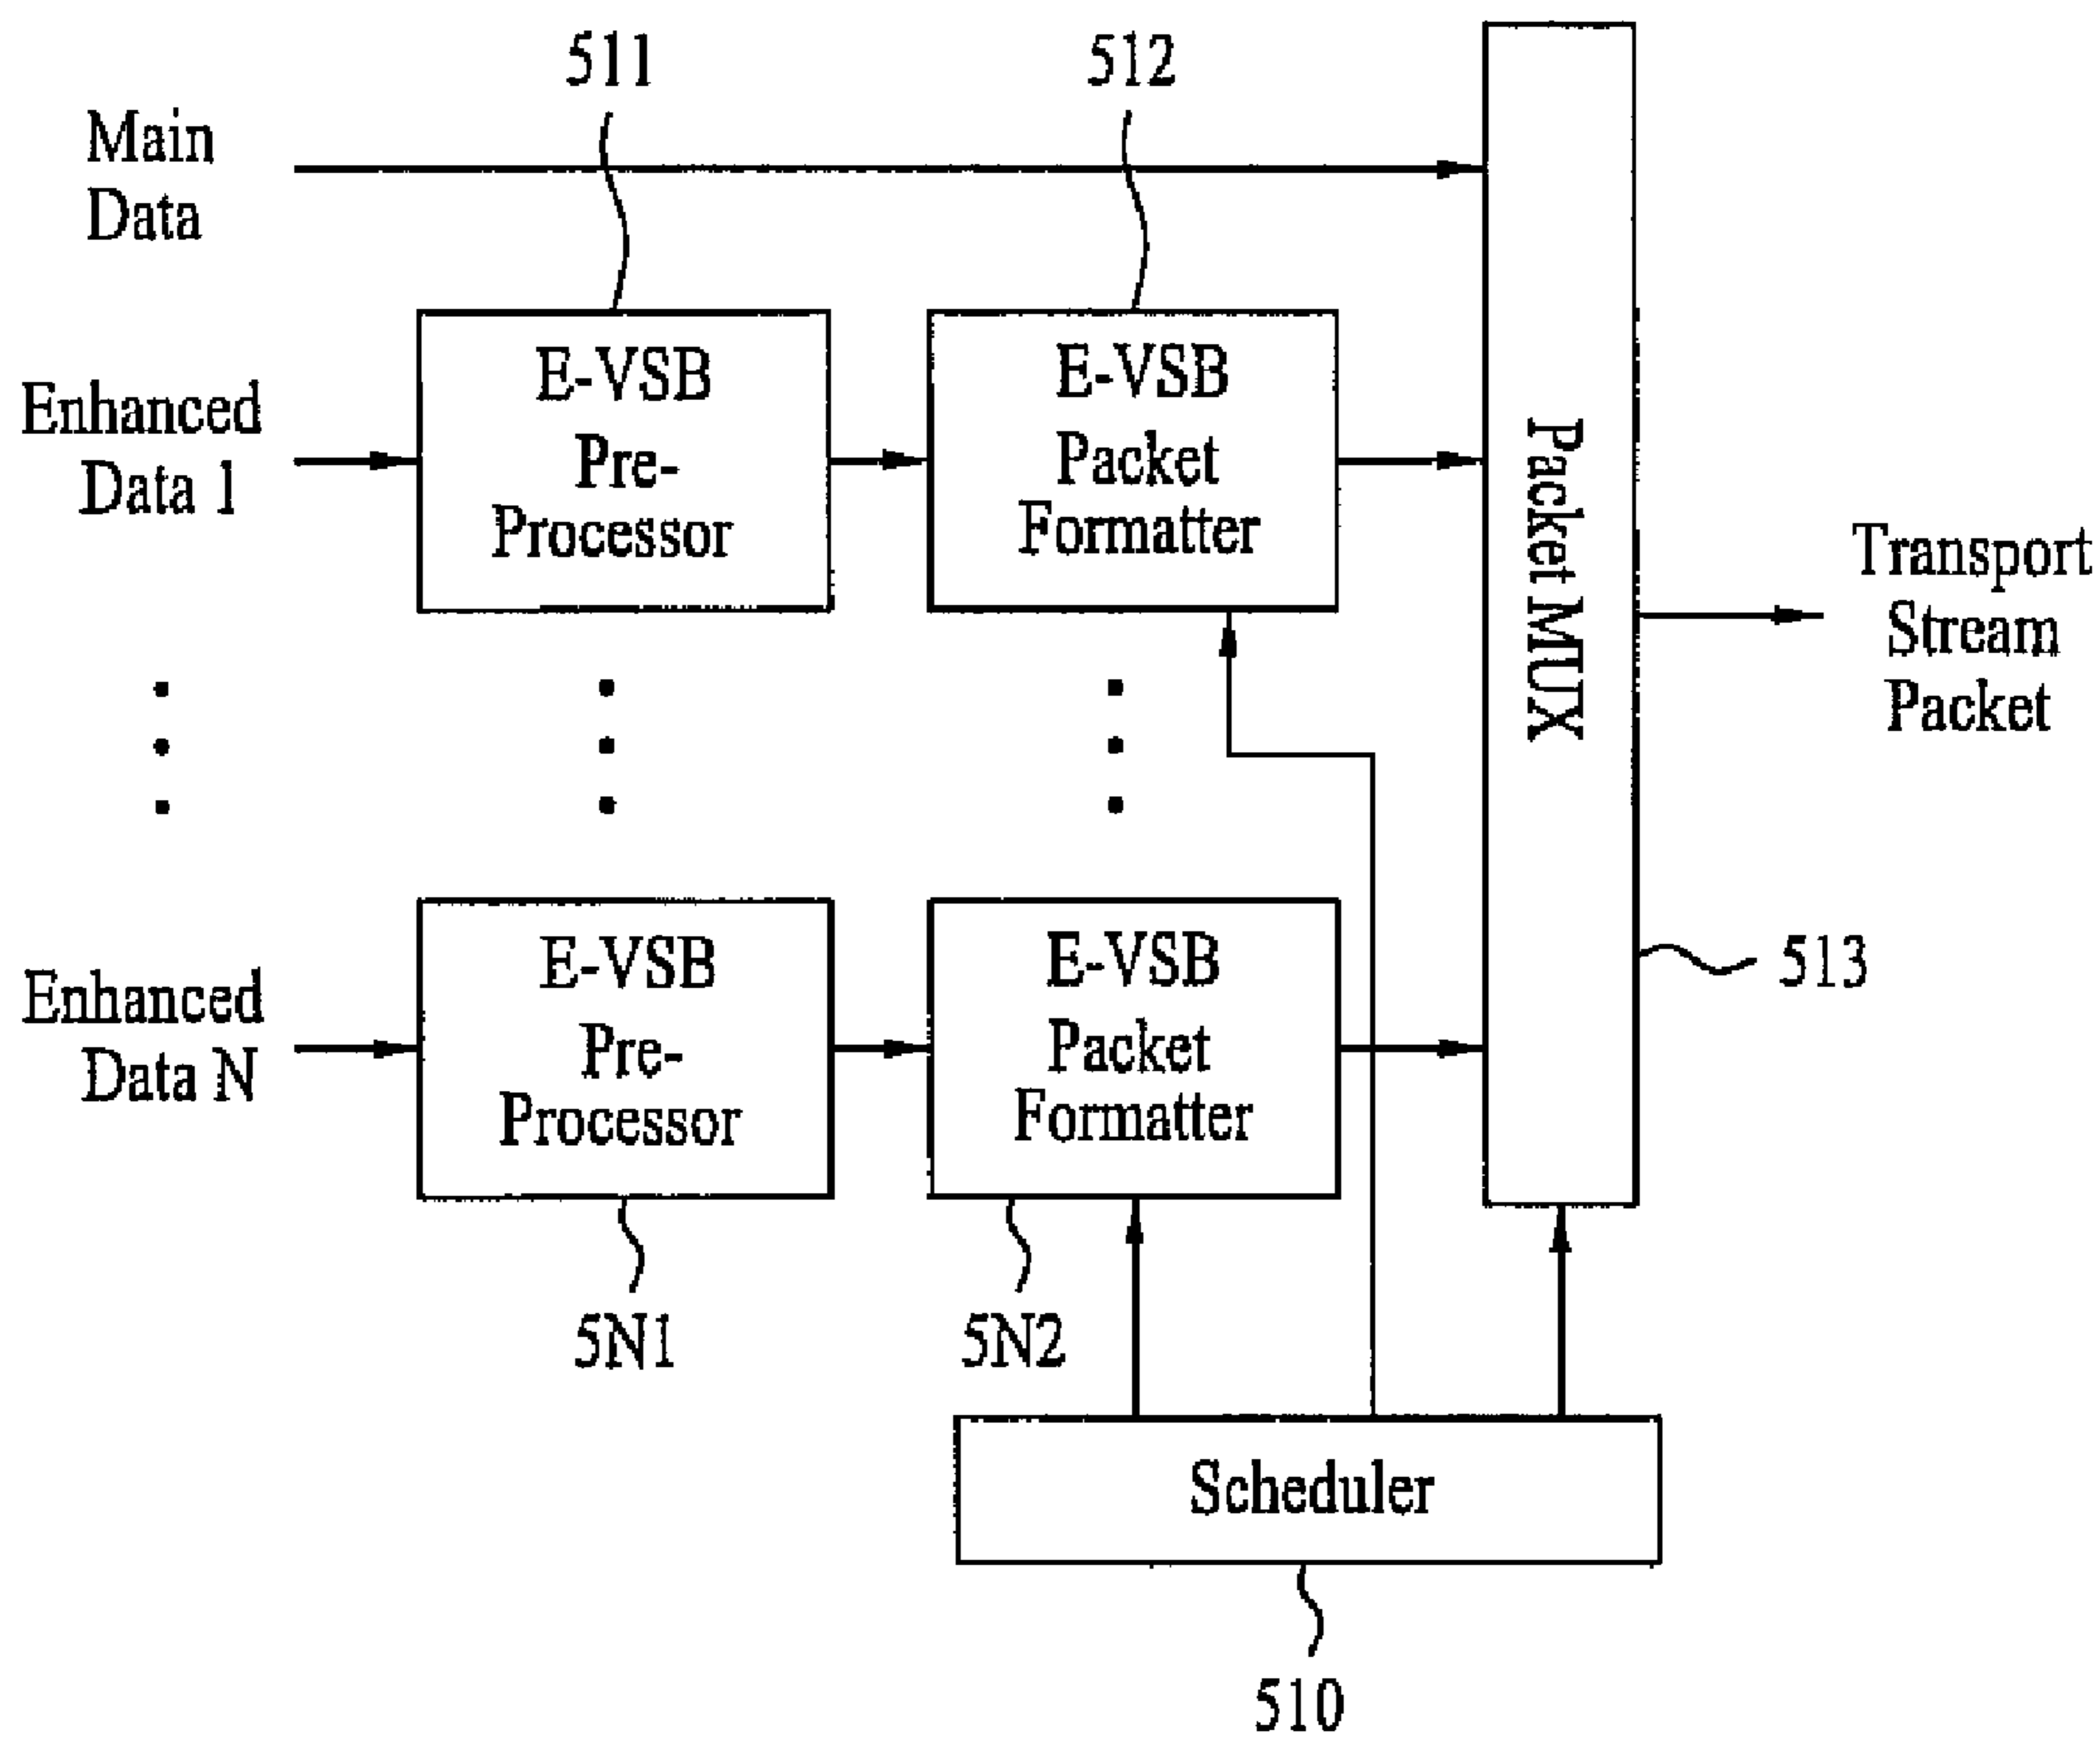 511
512
Main
Data
E-VSB
Pre-
Processor
E-VSB
Packet
Formatter
Enhanced
Data 1
Packet MUX
Transport
Stream
Packet
E-VSB
Pre-
Processor
E-VSB
Packet
Formatter
Enhanced
Data N
513
5N1
5N2
Scheduler
510